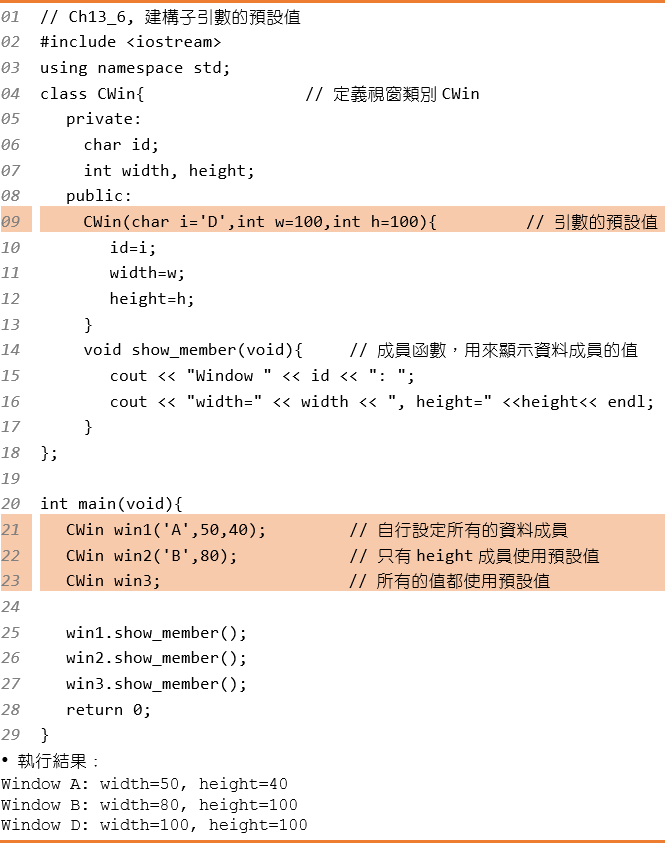 01 // Ch13_6, 建構子引數的預設值
02 #include <iostream>
03 using namespace std;
04 class CWin{ // 定義視窗類別 CWin
05 private:
06 char id;
07 int width, height;
08 public:
09 CWin(char i='D',int w=100,int h=100){ // 引數的預設值
10 id=i;
11 width=w;
12 height=h;
13 }
14 void show_member(void){ // 成員函數，用來顯示資料成員的值
15 cout << "Window " << id << ": ";
16 cout << "width=" << width << ", height=" <<height<< endl;
17 }
18 };
19
20 int main(void){
21 CWin win1('A',50,40); // 自行設定所有的資料成員
22 CWin win2('B',80); // 只有 height 成員使用預設值
23 CWin win3; // 所有的值都使用預設值
24
25 win1.show_member();
26 win2.show_member();
27 win3.show_member();
28 return 0;
29 }
• 執行結果：
Window A: width=50, height=40
Window B: width=80, height=100
Window D: width=100, height=100